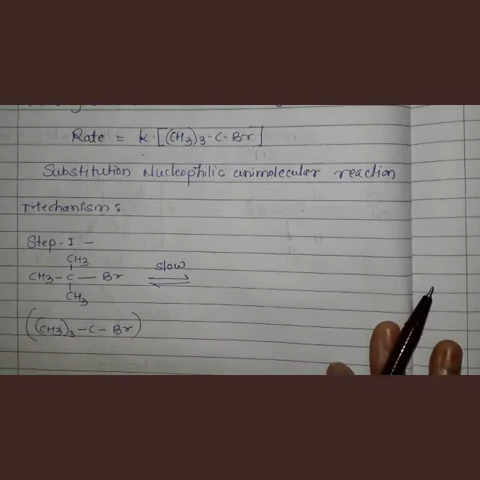 Rate = k [(CH3)3-C-Br]
Substitution Nucleophilic unimolecular reaction
Mechanism:
Step-I -
CH3
CH3-C-Br slow
CH3
((CH3)3-C-Br)